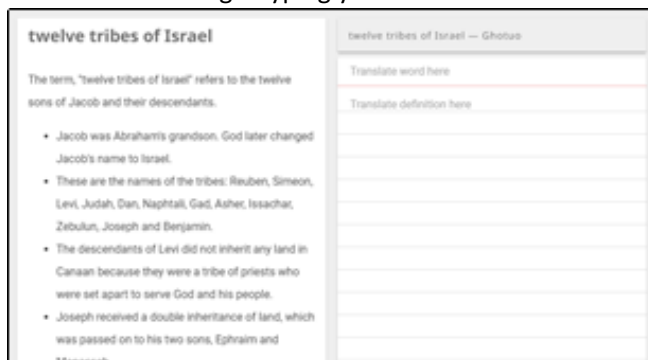 twelve tribes of Israel
The term, "twelve tribes of Israel" refers to the twelve
sons of Jacob and their descendants.
• Jacob was Abraham's grandson. God later changed
Jacob's name to Israel.
• These are the names of the tribes: Reuben, Simeon,
Levi, Judah, Dan, Naphtali, Gad, Asher, Issachar,
Zebulun, Joseph and Benjamin.
• The descendants of Levi did not inherit any land in
Canaan because they were a tribe of priests who
were set apart to serve God and his people.
• Joseph received a double inheritance of land, which
was passed on to his two sons, Ephraim and
twelve tribes of Israel — Ghotuo
Translate word here
Translate definition here